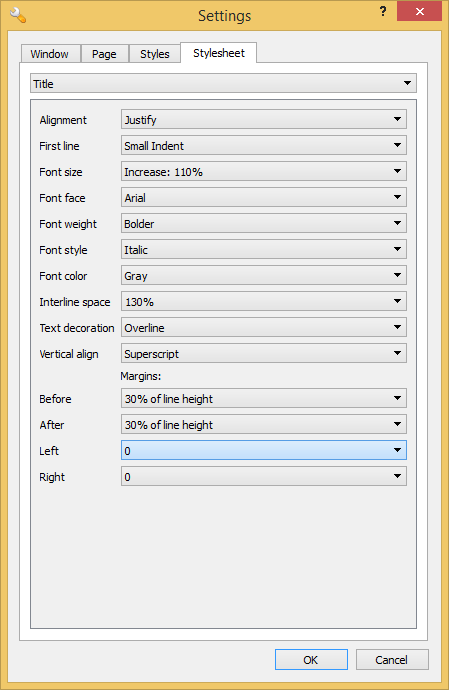 Settings
?
Window Page Styles Stylesheet
Title
Alignment Justify
First line Small Indent
Font size Increase: 110%
Font face Arial
Font weight Bolder
Font style Italic
Font color Gray
Interline space 130%
Text decoration Overline
Vertical align Superscript
Margins:
Before 30% of line height
After 30% of line height
Left 0
Right 0
OK Cancel